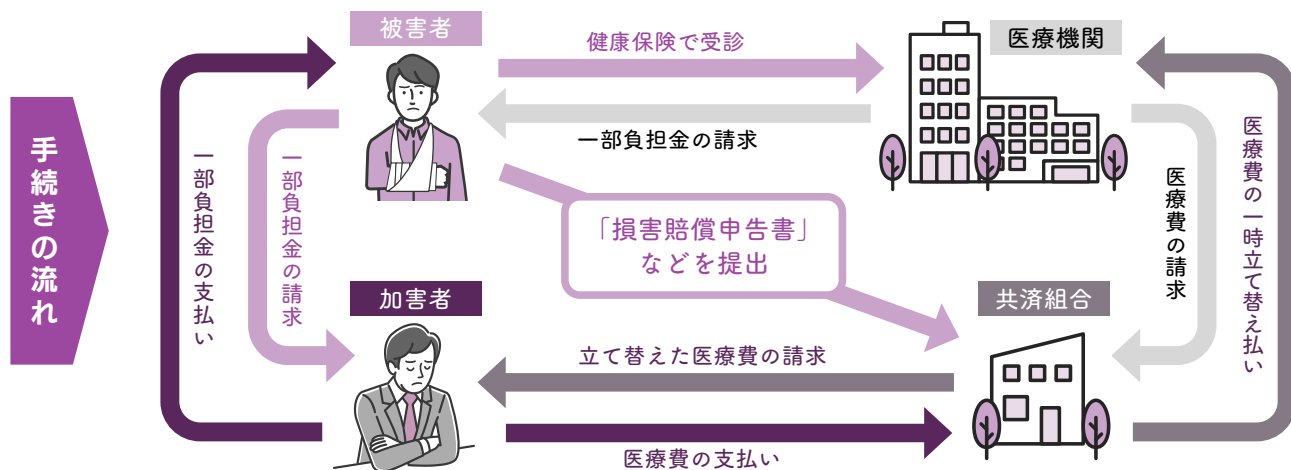 手続きの流れ
被害者
健康保険で受診
医療機関
一部負担金の請求
一部負担金の支払い
一部負担金の請求
「損害賠償申告書」
などを提出
医療費の請求
医療費の一時立て替え払い
加害者
共済組合
立て替えた医療費の請求
医療費の支払い